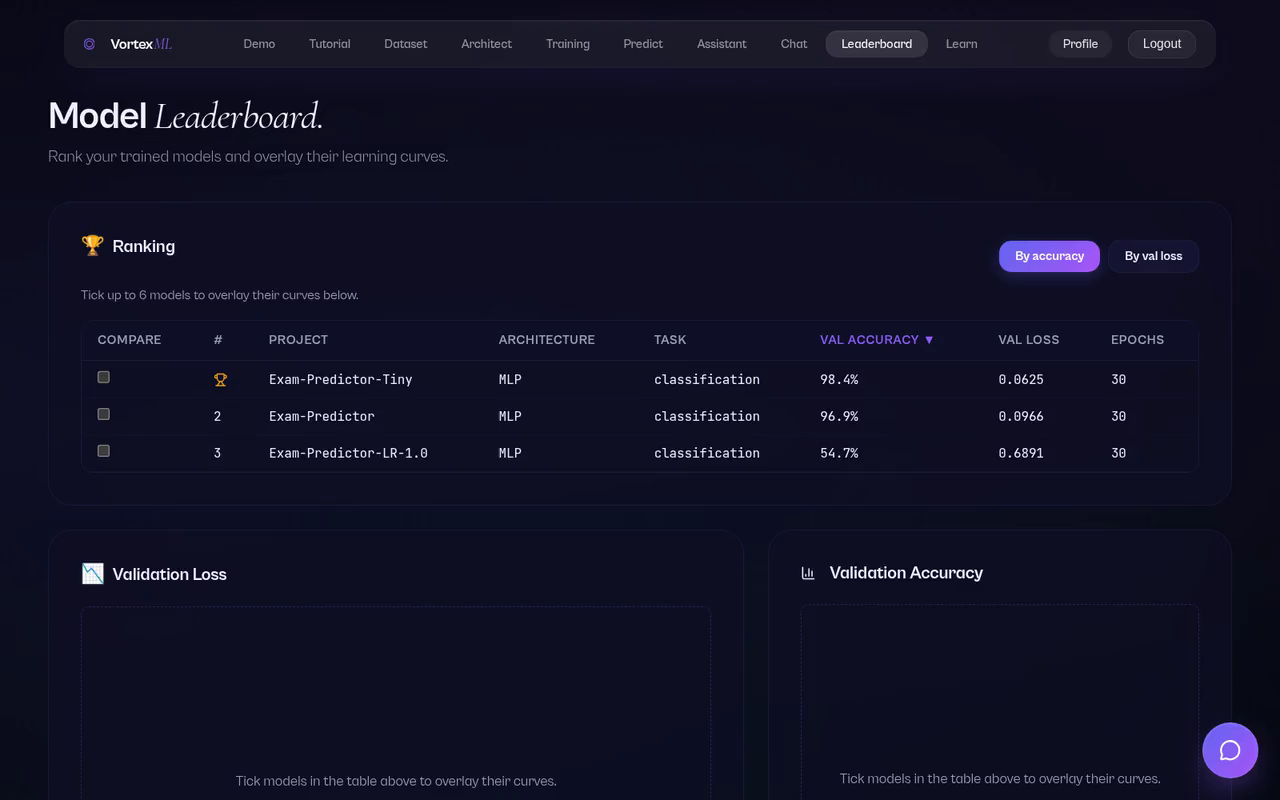 VortexML Demo Tutorial Dataset Architect Training Predict Assistant Chat Leaderboard Learn Profile Logout
Model Leaderboard.
Rank your trained models and overlay their learning curves.
Ranking
By accuracy By val loss
Tick up to 6 models to overlay their curves below.
COMPARE # PROJECT ARCHITECTURE TASK VAL ACCURACY ▼ VAL LOSS EPOCHS
Exam-Predictor-Tiny MLP classification 98.4% 0.0625 30
2 Exam-Predictor MLP classification 96.9% 0.0966 30
3 Exam-Predictor-LR-1.0 MLP classification 54.7% 0.6891 30
Validation Loss
Tick models in the table above to overlay their curves.
Validation Accuracy
Tick models in the table above to overlay their curves.